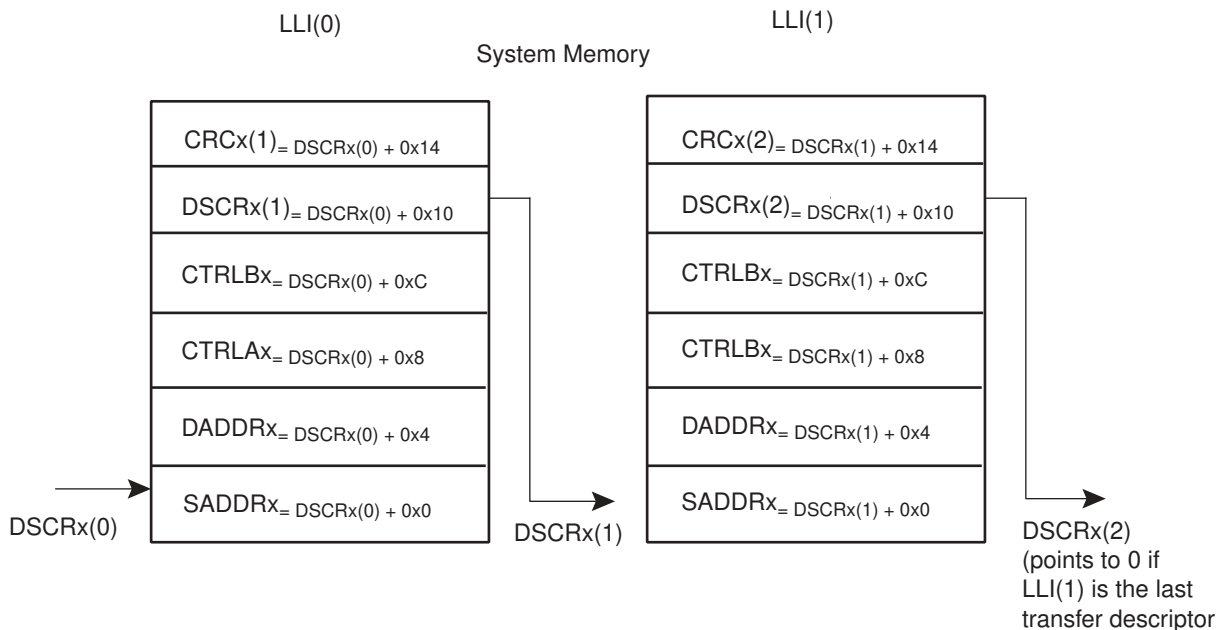 LLI(0)
LLI(1)
System Memory
CRCx(1)= DSCRx(0) + 0x14
DSCRx(1)= DSCRx(0) + 0x10
CTRLBx= DSCRx(0) + 0xC
CTRLAx= DSCRx(0) + 0x8
DADDRx= DSCRx(0) + 0x4
SADDRx= DSCRx(0) + 0x0
DSCRx(0)
DSCRx(1)
CRCx(2)= DSCRx(1) + 0x14
DSCRx(2)= DSCRx(1) + 0x10
CTRLBx= DSCRx(1) + 0xC
CTRLBx= DSCRx(1) + 0x8
DADDRx= DSCRx(1) + 0x4
SADDRx= DSCRx(1) + 0x0
DSCRx(2)
(points to 0 if
LLI(1) is the last
transfer descriptor